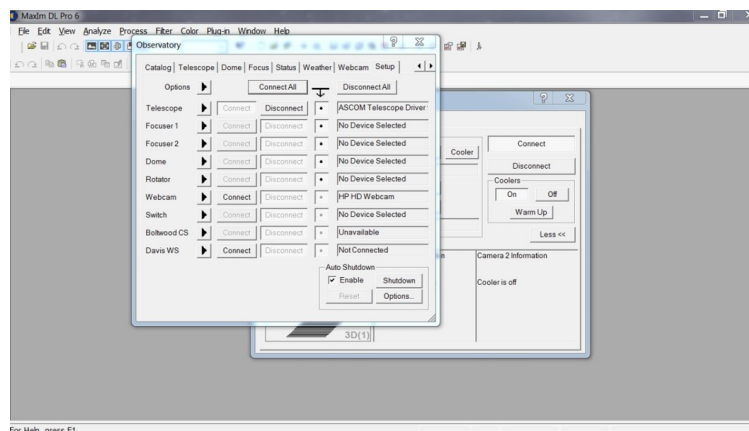 MaxIm DL Pro 6
File Edit View Analyze Process Filter Color Plug-in Window Help
Observatory
Catalog Telescope Dome Focus Status Weather Webcam Setup
Options Connect All Disconnect All
Telescope Connect Disconnect ASCOM Telescope Driver
Focuser 1 Connect Disconnect No Device Selected
Focuser 2 Connect Disconnect No Device Selected
Dome Connect Disconnect No Device Selected
Rotator Connect Disconnect No Device Selected
Webcam Connect Disconnect HP HD Webcam
Switch Connect Disconnect No Device Selected
Boltwood CS Connect Disconnect Unavailable
Davis WS Connect Disconnect Not Connected
Auto Shutdown
Enable Shutdown
Reset Options...
Cooler Connect
Disconnect
Coolers
On Off
Warm Up
Less <<
Camera 2 Information
Cooler is off
3D(1)
For Help, press F1